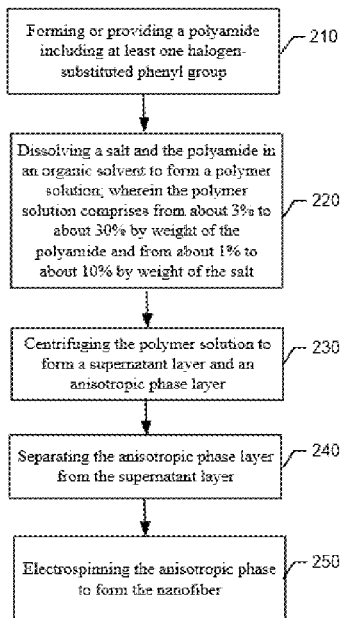 Forming or providing a polyamide
including at least one halogen-
substituted phenyl group
210
Dissolving a salt and the polyamide in
an organic solvent to form a polymer
solution; wherein the polymer
solution comprises from about 3% to
about 30% by weight of the
polyamide and from about 1% to
about 10% by weight of the salt
220
Centrifuging the polymer solution to
form a supernatant layer and an
anisotropic phase layer
230
Separating the anisotropic phase layer
from the supernatant layer
240
Electrospinning the anisotropic phase
to form the nanofiber
250